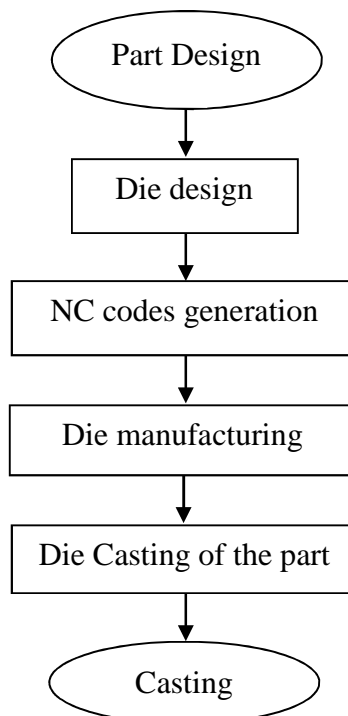 Part Design
Die design
NC codes generation
Die manufacturing
Die Casting of the part
Casting